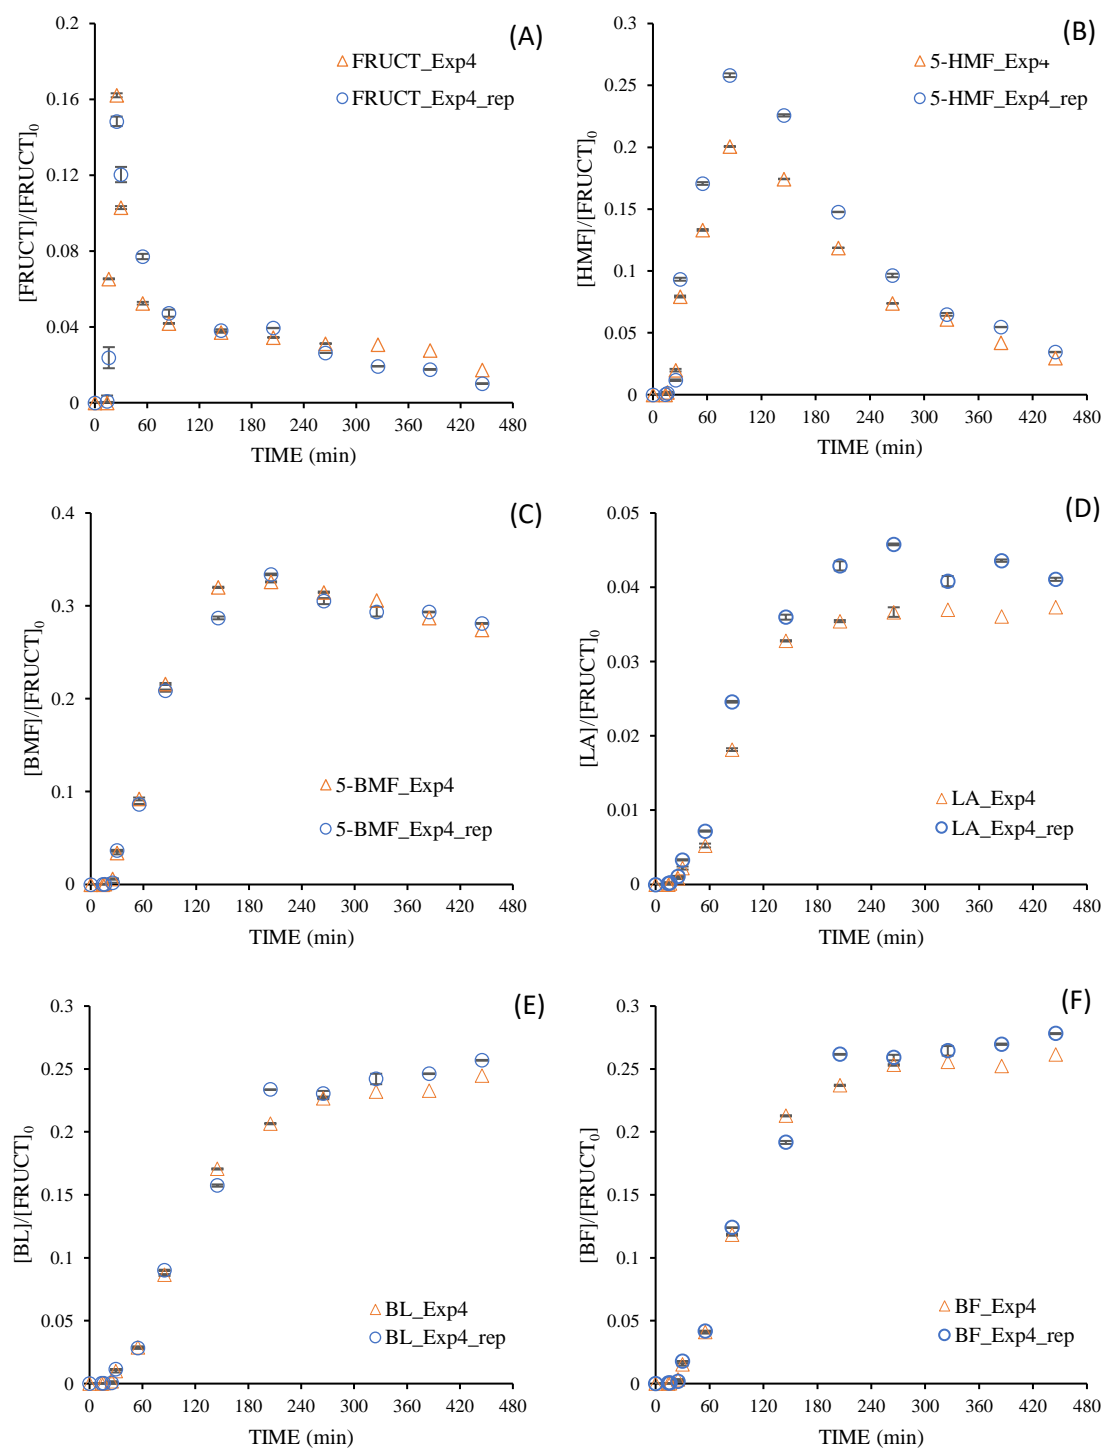 (A)
0.2
0.16
0.12
0.08
0.04
0
[FRUCT]/[FRUCT]0
FRUCT_Exp4
FRUCT_Exp4_rep
0 60 120 180 240 300 360 420 480
TIME (min)
(B)
0.3
0.25
0.2
0.15
0.1
0.05
0
[HMF]/[FRUCT]0
5-HMF_Exp4
5-HMF_Exp4_rep
0 60 120 180 240 300 360 420 480
TIME (min)
(C)
0.4
0.3
0.2
0.1
0
[BMF]/[FRUCT]0
5-BMF_Exp4
5-BMF_Exp4_rep
0 60 120 180 240 300 360 420 480
TIME (min)
(D)
0.05
0.04
0.03
0.02
0.01
0
[LA]/[FRUCT]0
LA_Exp4
LA_Exp4_rep
0 60 120 180 240 300 360 420 480
TIME (min)
(E)
0.3
0.25
0.2
0.15
0.1
0.05
0
[BL]/[FRUCT]0
BL_Exp4
BL_Exp4_rep
0 60 120 180 240 300 360 420 480
TIME (min)
(F)
0.3
0.25
0.2
0.15
0.1
0.05
0
[BF]/[FRUCT0]
BF_Exp4
BF_Exp4_rep
0 60 120 180 240 300 360 420 480
TIME (min)